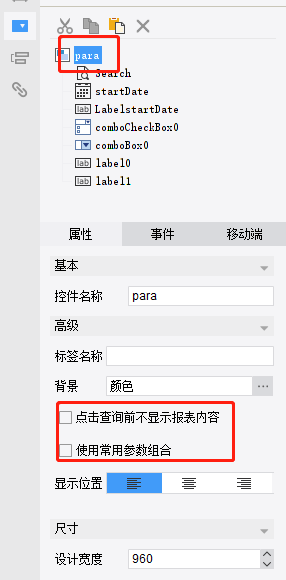 para
Search
startDate
LabelstartDate
comboCheckBox0
comboBox0
label0
label1
属性 事件 移动端
基本
控件名称 para
高级
标签名称
背景 颜色 ...
点击查询前不显示报表内容
使用常用参数组合
显示位置
尺寸
设计宽度 960